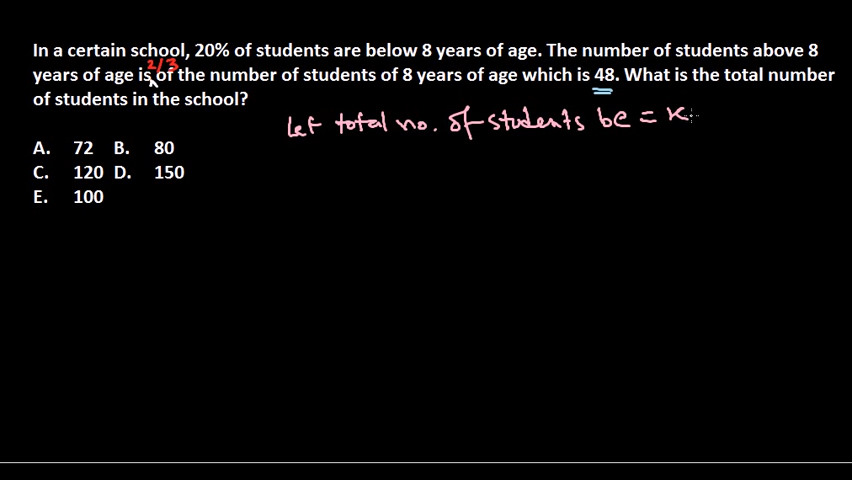 In a certain school, 20% of students are below 8 years of age. The number of students above 8
years of age is 2/3 of the number of students of 8 years of age which is 48. What is the total number
of students in the school?
Let total no. of students be = x
A. 72 B. 80
C. 120 D. 150
E. 100